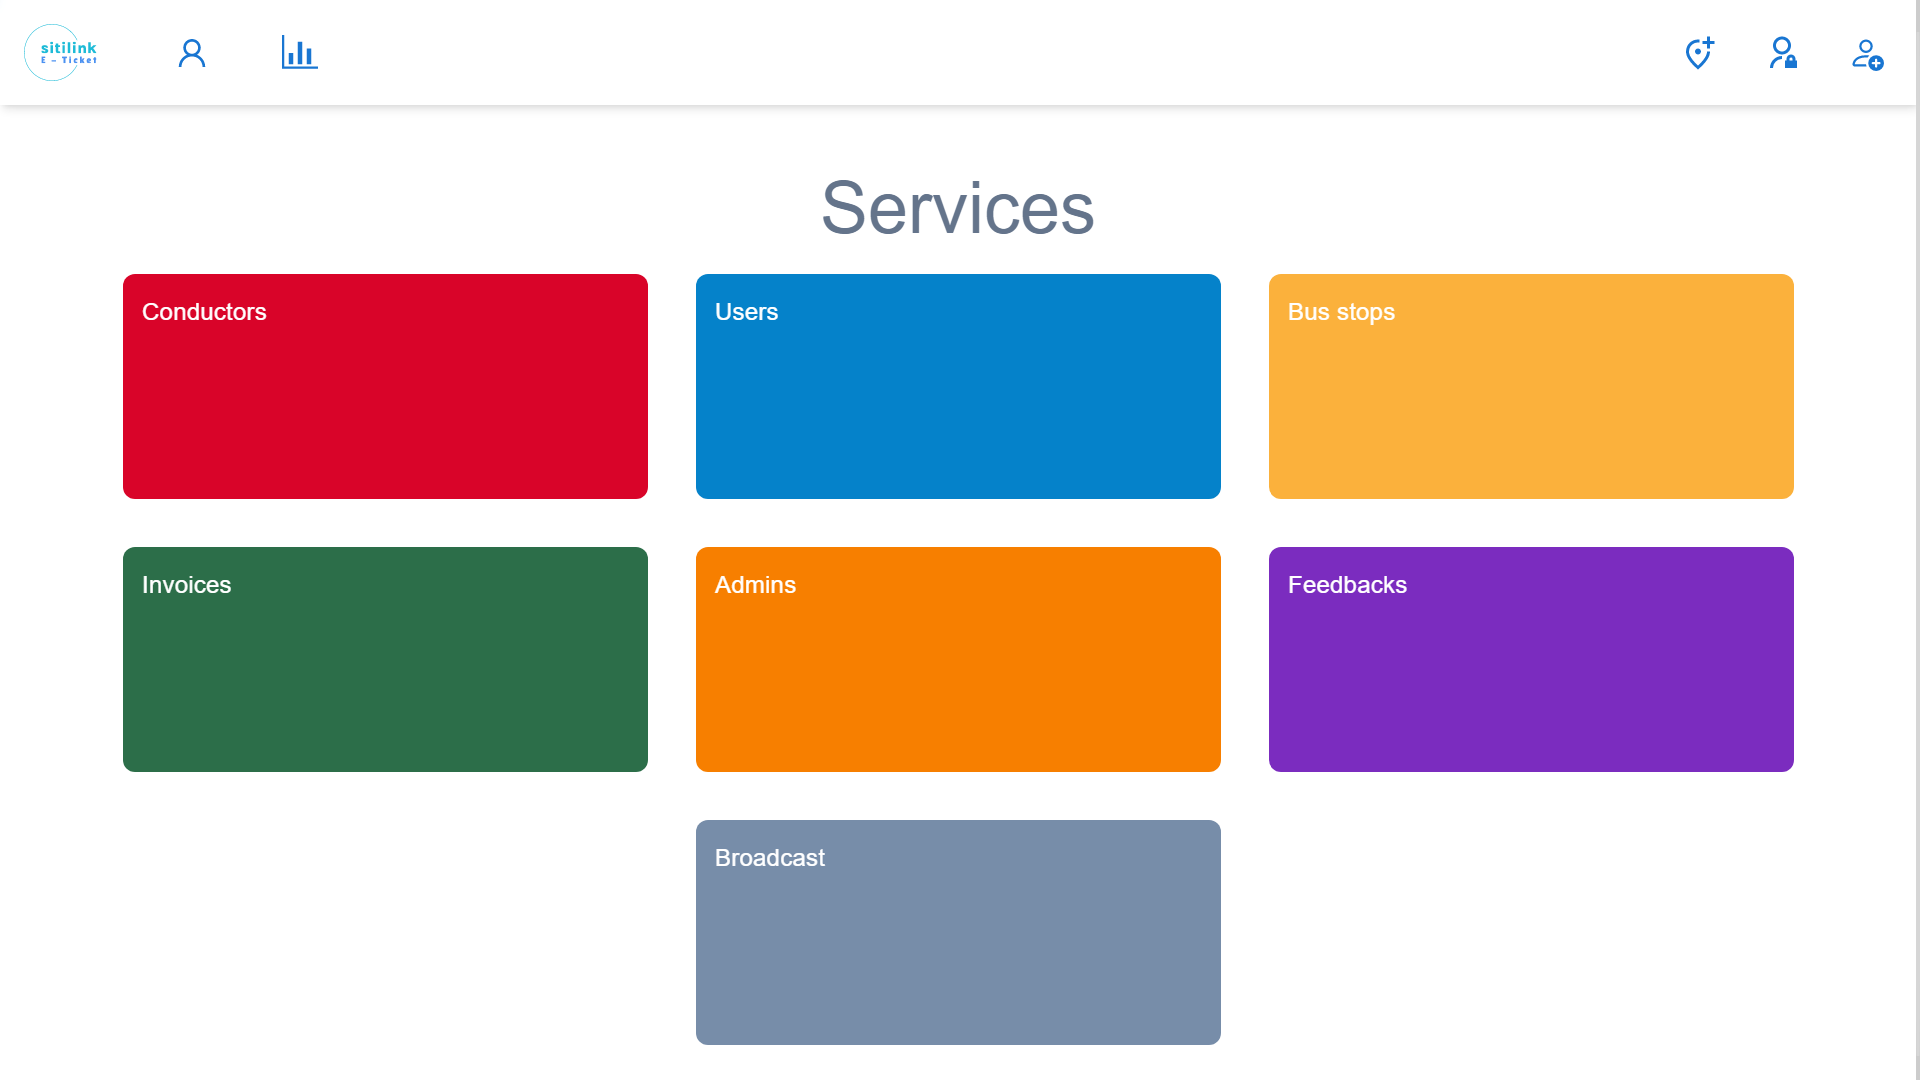 sitilink
E - Ticket
Services
Conductors
Users
Bus stops
Invoices
Admins
Feedbacks
Broadcast